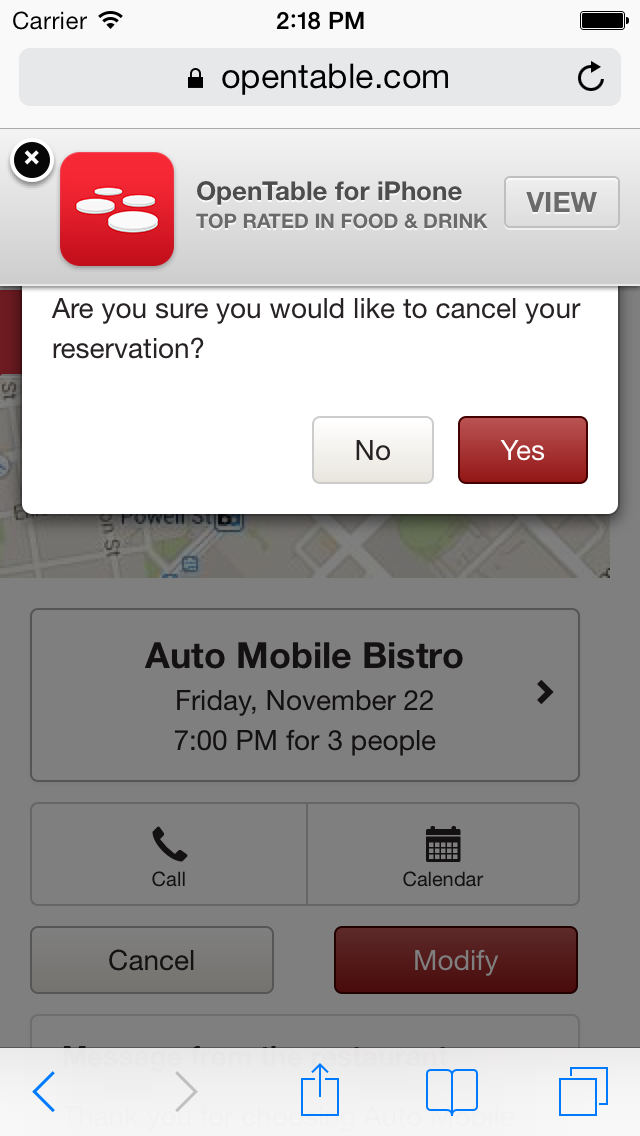 Carrier 2:18 PM
opentable.com
OpenTable for iPhone
TOP RATED IN FOOD & DRINK
VIEW
Are you sure you would like to cancel your
reservation?
No Yes
Powell St
on St
Auto Mobile Bistro
Friday, November 22
7:00 PM for 3 people
Call Calendar
Cancel Modify
Message from the restaurant
Thank you for choosing Auto Mobile